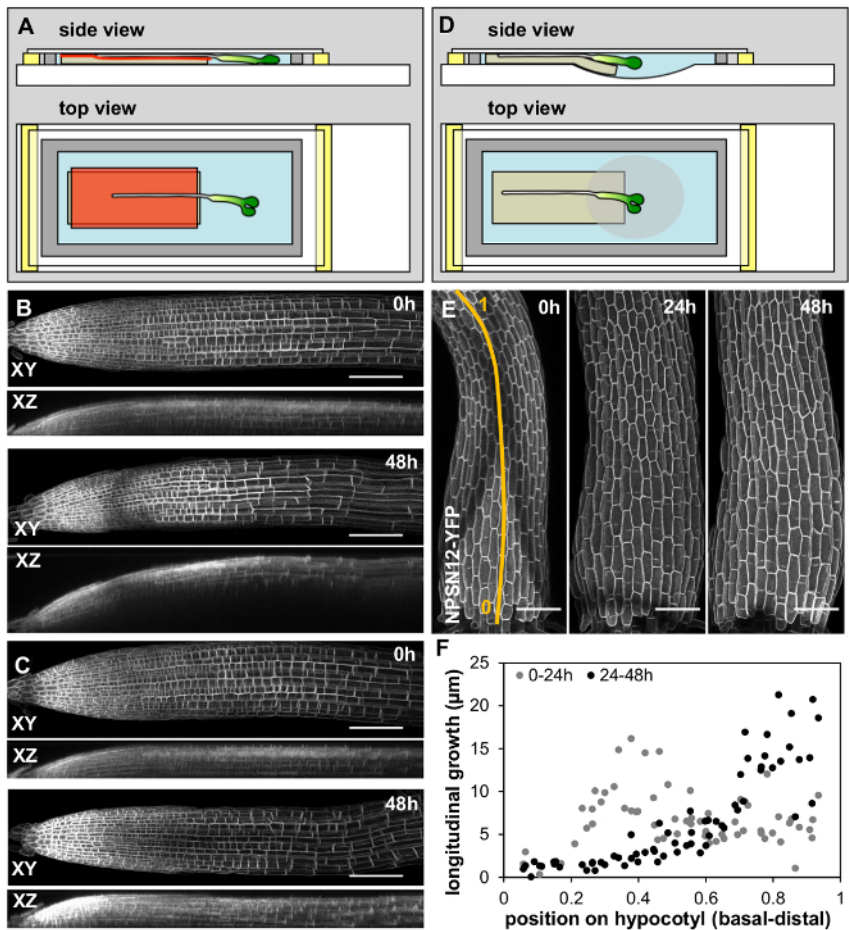 A
side view
top view
D
side view
top view
B
0h
XY
XZ
48h
XY
XZ
C
0h
XY
XZ
48h
XY
XZ
E
1
0h
24h
48h
NPSN12-YFP
0
F
25
20
15
10
5
0
0-24h
24-48h
longitudinal growth (µm)
0
0.2
0.4
0.6
0.8
1
position on hypocotyl (basal-distal)